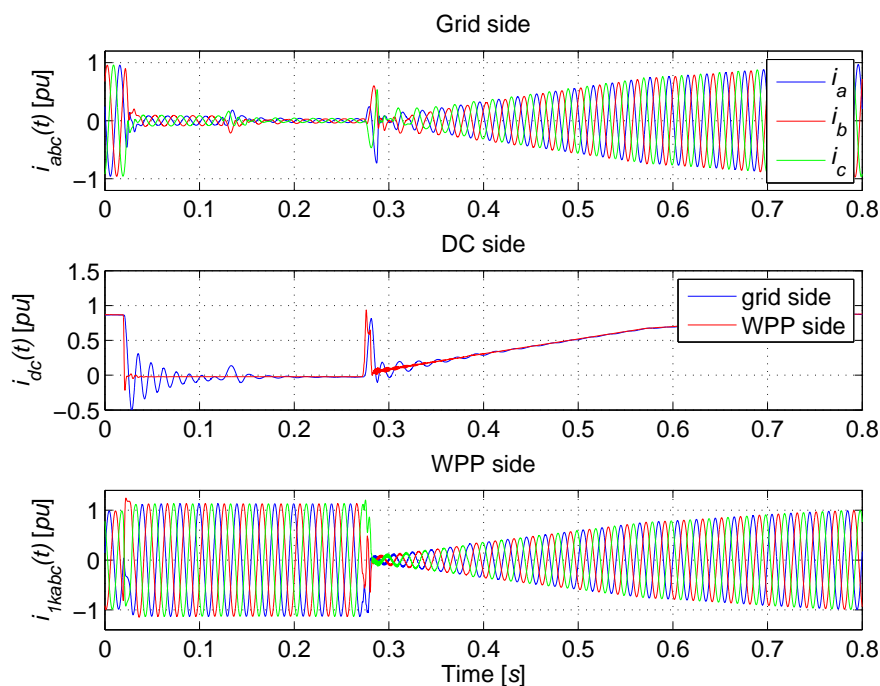 Grid side
i_abc(t) [pu]
1
0
−1
0 0.1 0.2 0.3 0.4 0.5 0.6 0.7 0.8
i_a
i_b
i_c
DC side
i_dc(t) [pu]
1.5
1
0.5
0
−0.5
0 0.1 0.2 0.3 0.4 0.5 0.6 0.7 0.8
grid side
WPP side
WPP side
i_1kabc(t) [pu]
1
0
−1
0 0.1 0.2 0.3 0.4 0.5 0.6 0.7 0.8
Time [s]